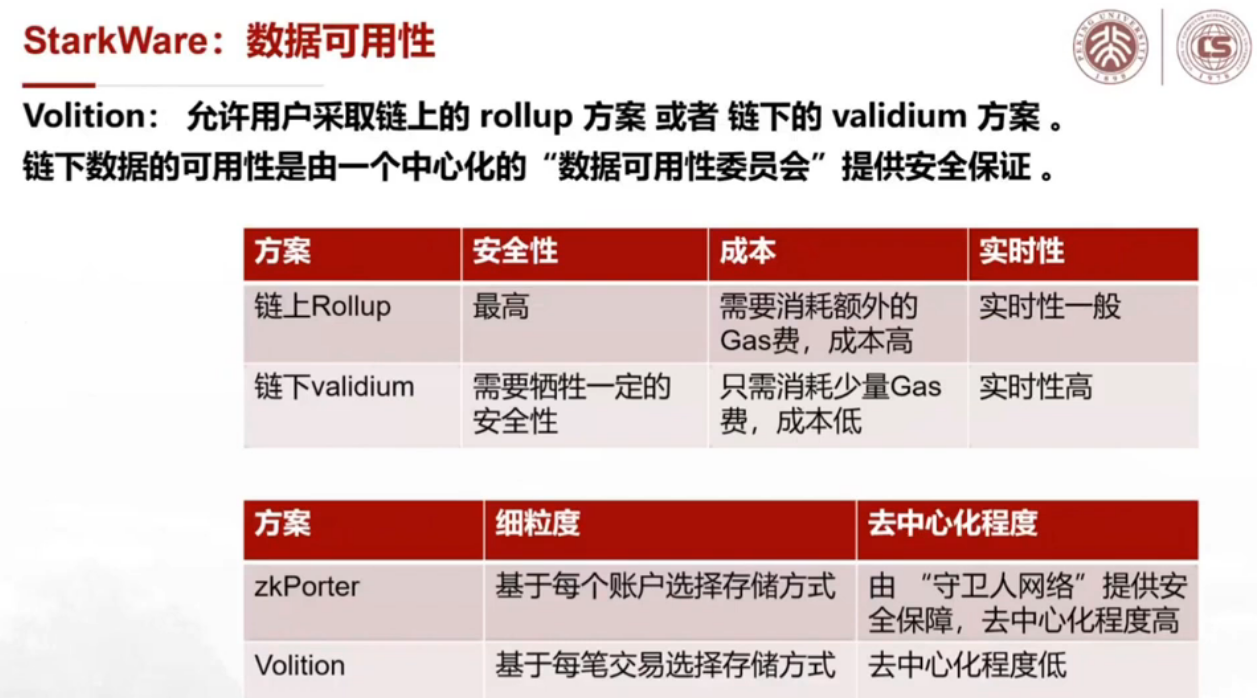 StarkWare：数据可用性
PEKING UNIVERSITY
1898
CS
Volition： 允许用户采取链上的 rollup 方案 或者 链下的 validium 方案 。
链下数据的可用性是由一个中心化的“数据可用性委员会”提供安全保证 。
方案 安全性 成本 实时性
链上Rollup 最高 需要消耗额外的 实时性一般
Gas费，成本高
链下validium 需要牺牲一定的 只需消耗少量Gas 实时性高
安全性 费，成本低
方案 细粒度 去中心化程度
zkPorter 基于每个账户选择存储方式 由 “守卫人网络”提供安
全保障，去中心化程度高
Volition 基于每笔交易选择存储方式 去中心化程度低